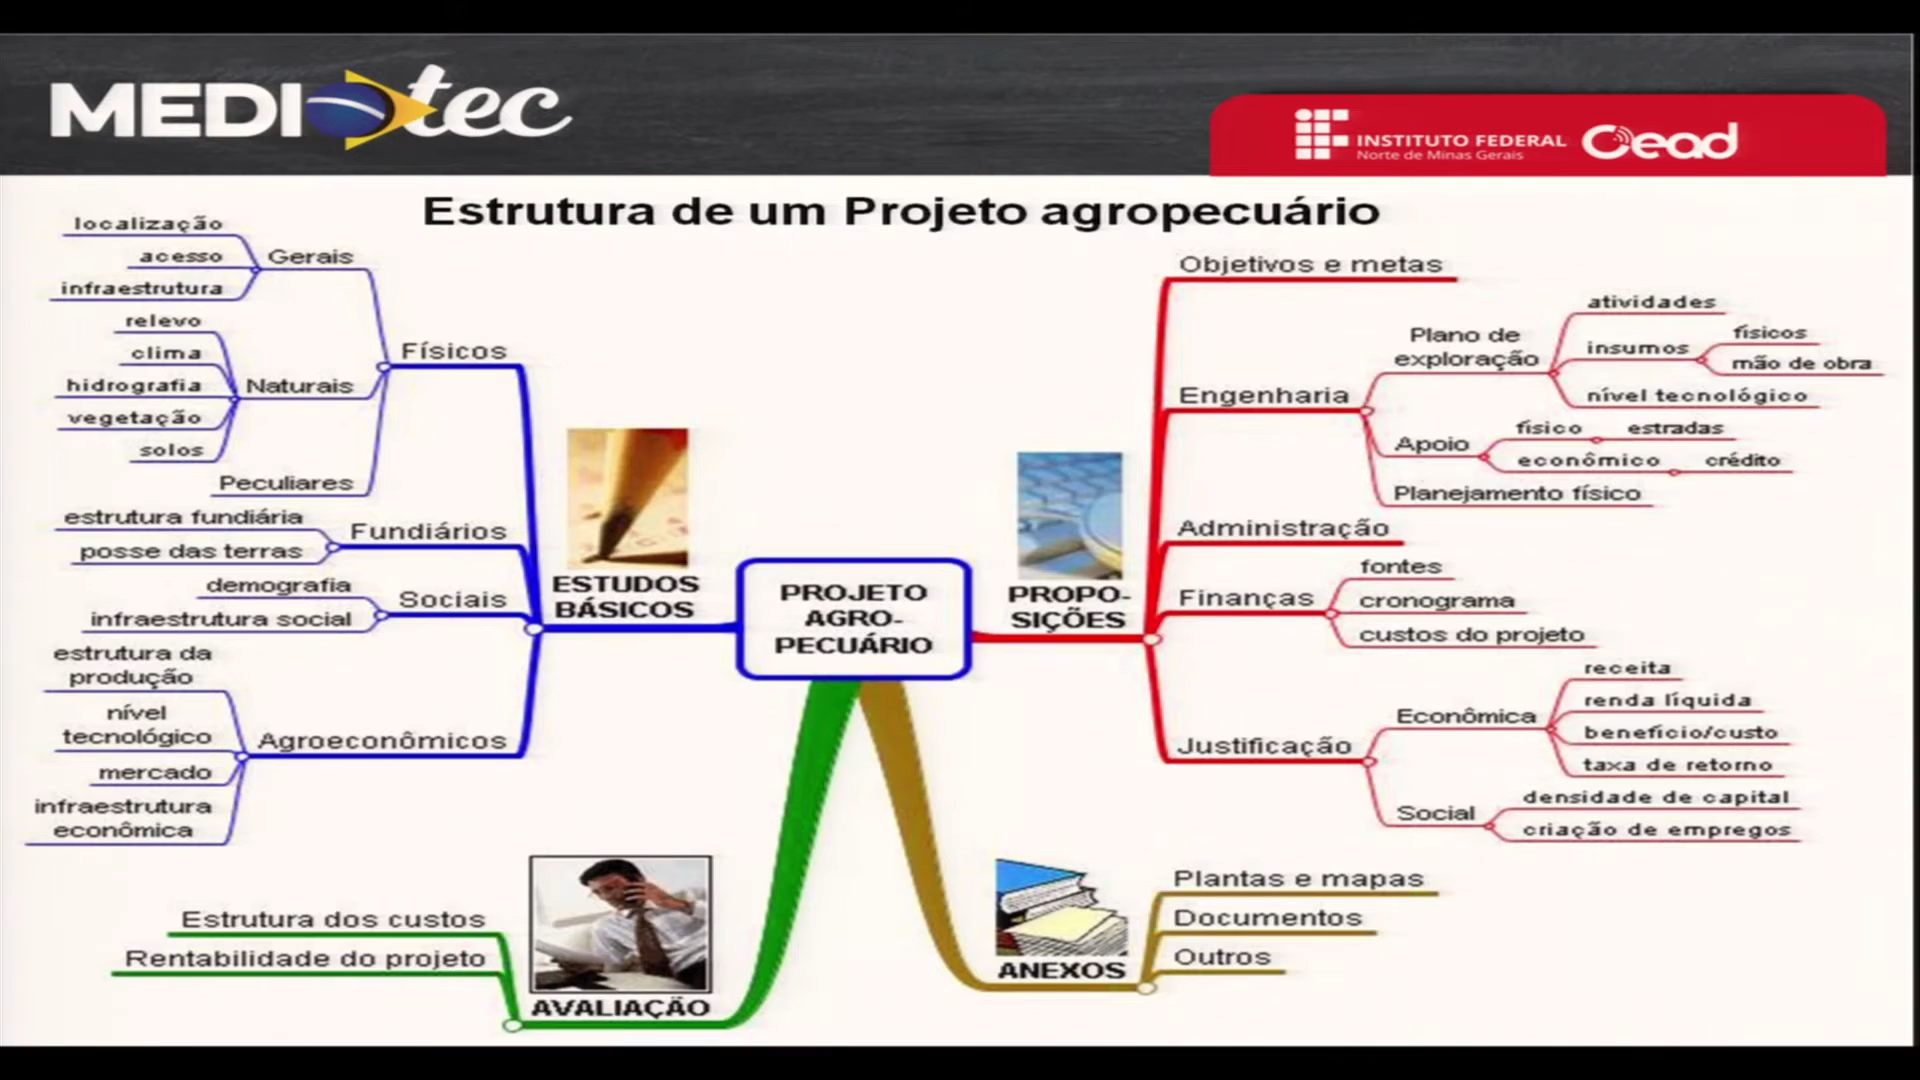 MEDIOtec
INSTITUTO FEDERAL
Norte de Minas Gerais
Cead
Estrutura de um Projeto agropecuário
localização
acesso
infraestrutura
Gerais
relevo
clima
hidrografia
vegetação
solos
Naturais
Peculiares
Físicos
estrutura fundiária
posse das terras
Fundiários
demografia
infraestrutura social
Sociais
estrutura da
produção
nível
tecnológico
mercado
infraestrutura
econômica
Agroeconômicos
ESTUDOS
BÁSICOS
PROJETO
AGRO-
PECUÁRIO
PROPO-
SIÇÕES
Objetivos e metas
Engenharia
Plano de
exploração
atividades
insumos
físicos
mão de obra
nível tecnológico
Apoio
físico
estradas
econômico
crédito
Planejamento físico
Administração
Finanças
fontes
cronograma
custos do projeto
Justificação
Econômica
receita
renda líquida
benefício/custo
taxa de retorno
Social
densidade de capital
criação de empregos
Estrutura dos custos
Rentabilidade do projeto
AVALIAÇÃO
ANEXOS
Plantas e mapas
Documentos
Outros